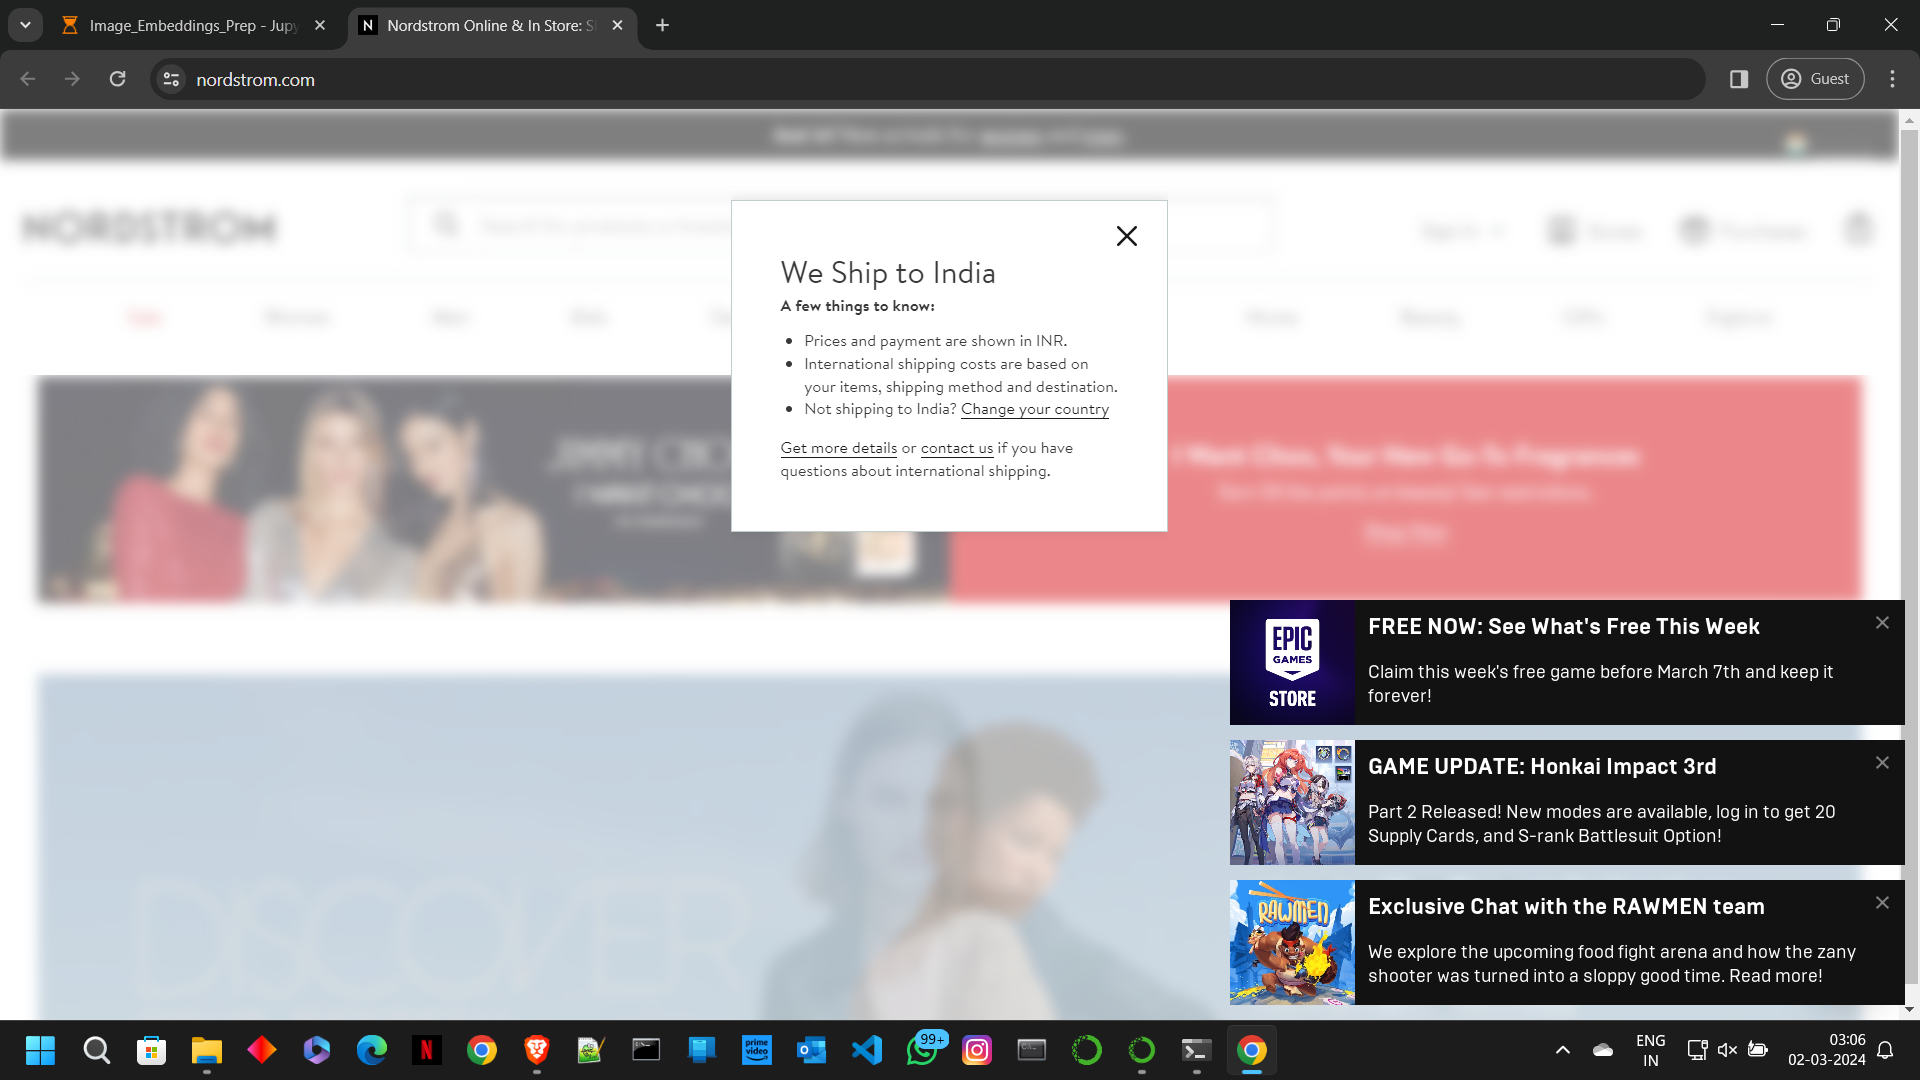 Image_Embeddings_Prep - Jupy
Nordstrom Online & In Store: S
nordstrom.com
Guest
NORDSTROM
We Ship to India
A few things to know:
Prices and payment are shown in INR.
International shipping costs are based on
your items, shipping method and destination.
Not shipping to India? Change your country
Get more details or contact us if you have
questions about international shipping.
FREE NOW: See What's Free This Week
EPIC
GAMES
STORE
Claim this week's free game before March 7th and keep it
forever!
GAME UPDATE: Honkai Impact 3rd
Part 2 Released! New modes are available, log in to get 20
Supply Cards, and S-rank Battlesuit Option!
RAWMEN
Exclusive Chat with the RAWMEN team
We explore the upcoming food fight arena and how the zany
shooter was turned into a sloppy good time. Read more!
DISCOVER
prime
video
99+
ENG
IN
03:06
02-03-2024